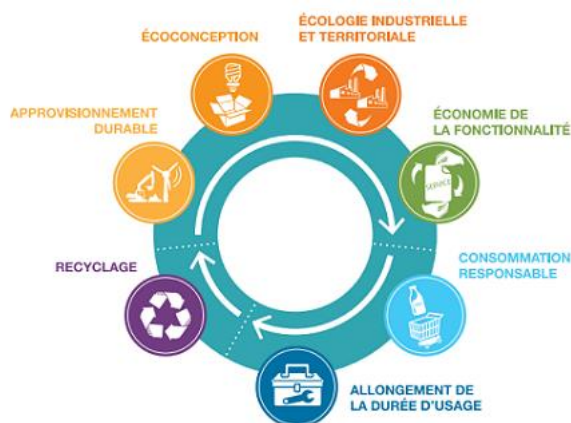 ÉCOCONCEPTION
ÉCOLOGIE INDUSTRIELLE
ET TERRITORIALE
APPROVISIONNEMENT
DURABLE
ÉCONOMIE DE
LA FONCTIONNALITÉ
SERVICE
RECYCLAGE
CONSOMMATION
RESPONSABLE
ALLONGEMENT DE
LA DURÉE D'USAGE